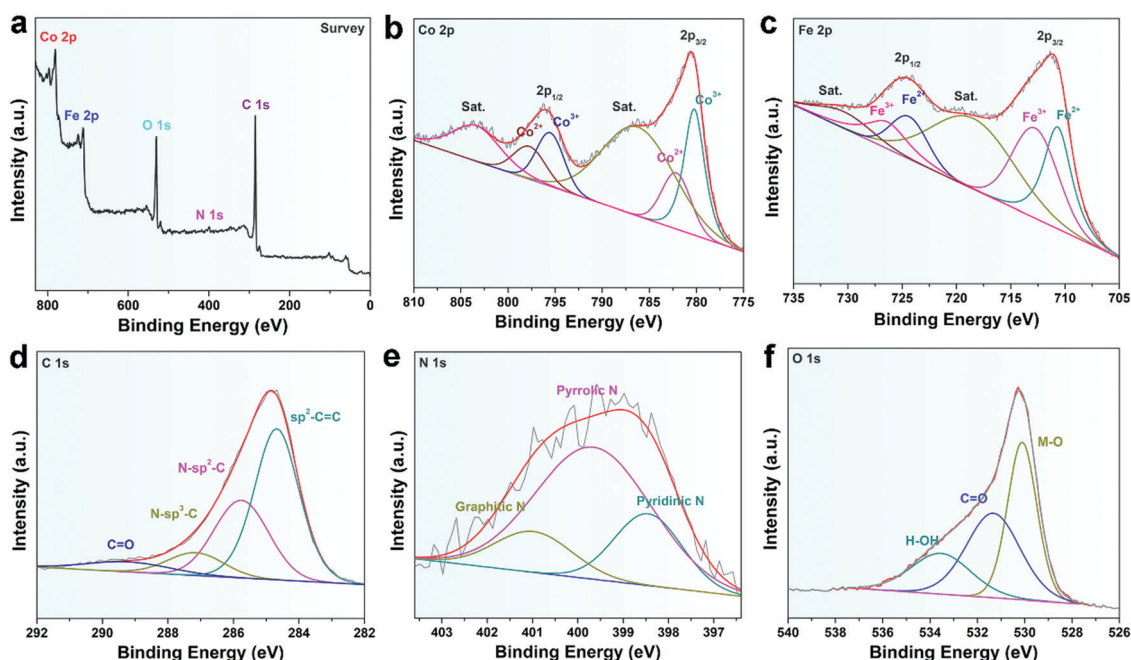 a
Survey
Co 2p
Fe 2p
O 1s
N 1s
C 1s
Intensity (a.u.)
800 600 400 200 0
Binding Energy (eV)
b
Co 2p
2p3/2
2p1/2
Sat.
Sat.
Co2+
Co3+
Co2+
Co3+
Intensity (a.u.)
810 804 798 792 786 780 775
Binding Energy (eV)
c
Fe 2p
2p3/2
2p1/2
Sat.
Sat.
Fe3+
Fe2+
Fe3+
Fe2+
Intensity (a.u.)
735 730 725 720 715 710 705
Binding Energy (eV)
d
C 1s
sp2-C=C
N-sp2-C
N-sp3-C
C=O
Intensity (a.u.)
292 290 288 286 284 282
Binding Energy (eV)
e
N 1s
Pyrrolic N
Graphitic N
Pyridinic N
Intensity (a.u.)
403 402 401 400 399 398 397
Binding Energy (eV)
f
O 1s
M-O
C=O
H-OH
Intensity (a.u.)
540 538 536 534 532 530 528 526
Binding Energy (eV)